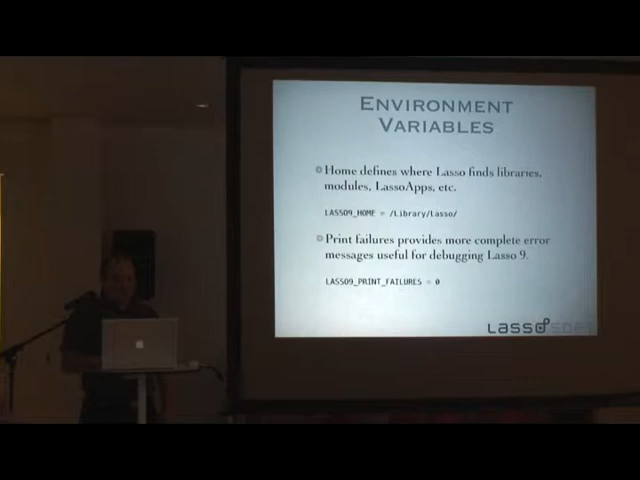 ENVIRONMENT
VARIABLES
Home defines where Lasso finds libraries,
modules, LassoApps, etc.
LASSO9_HOME = /Library/Lasso/
Print failures provides more complete error
messages useful for debugging Lasso 9.
LASSO9_PRINT_FAILURES = 0
LASSOSOFT